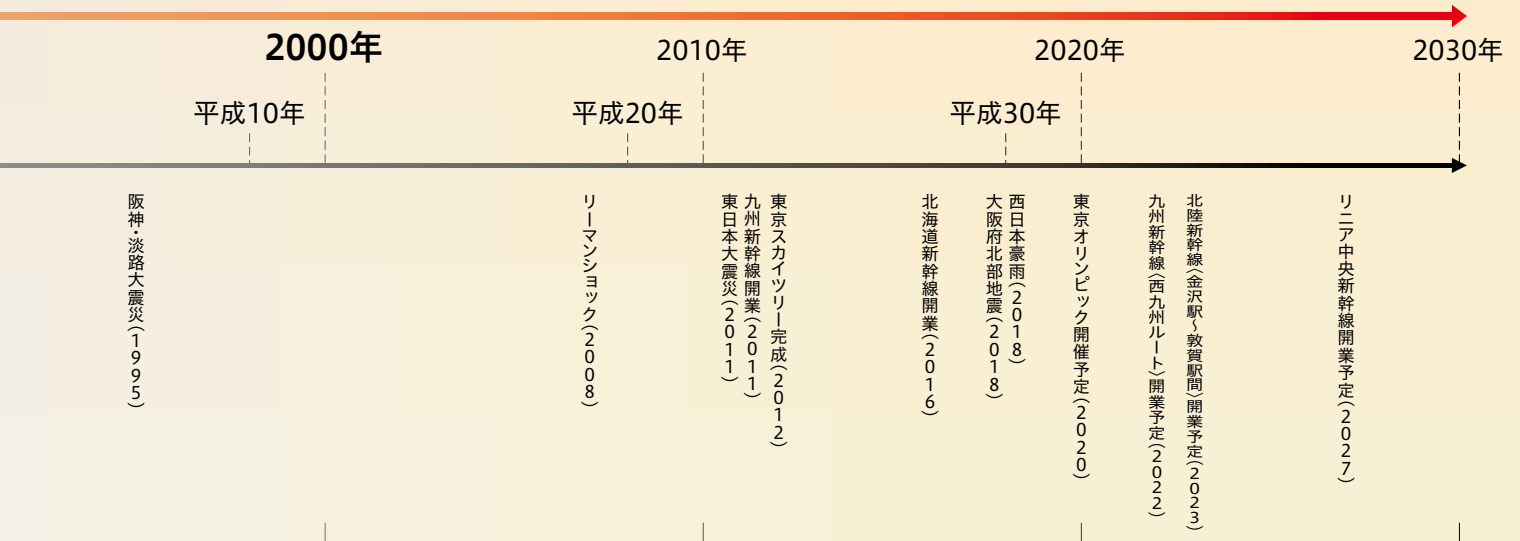 2000年
2010年
2020年
2030年
平成10年
平成20年
平成30年
阪神・淡路大震災(1995)
リーマンショック(2008)
東日本大震災(2011)
九州新幹線開業(2011)
東京スカイツリー完成(2012)
北海道新幹線開業(2016)
大阪府北部地震(2018)
西日本豪雨(2018)
東京オリンピック開催予定(2020)
九州新幹線〈西九州ルート〉開業予定(2022)
北陸新幹線〈金沢駅〜敦賀駅間〉開業予定(2023)
リニア中央新幹線開業予定(2027)